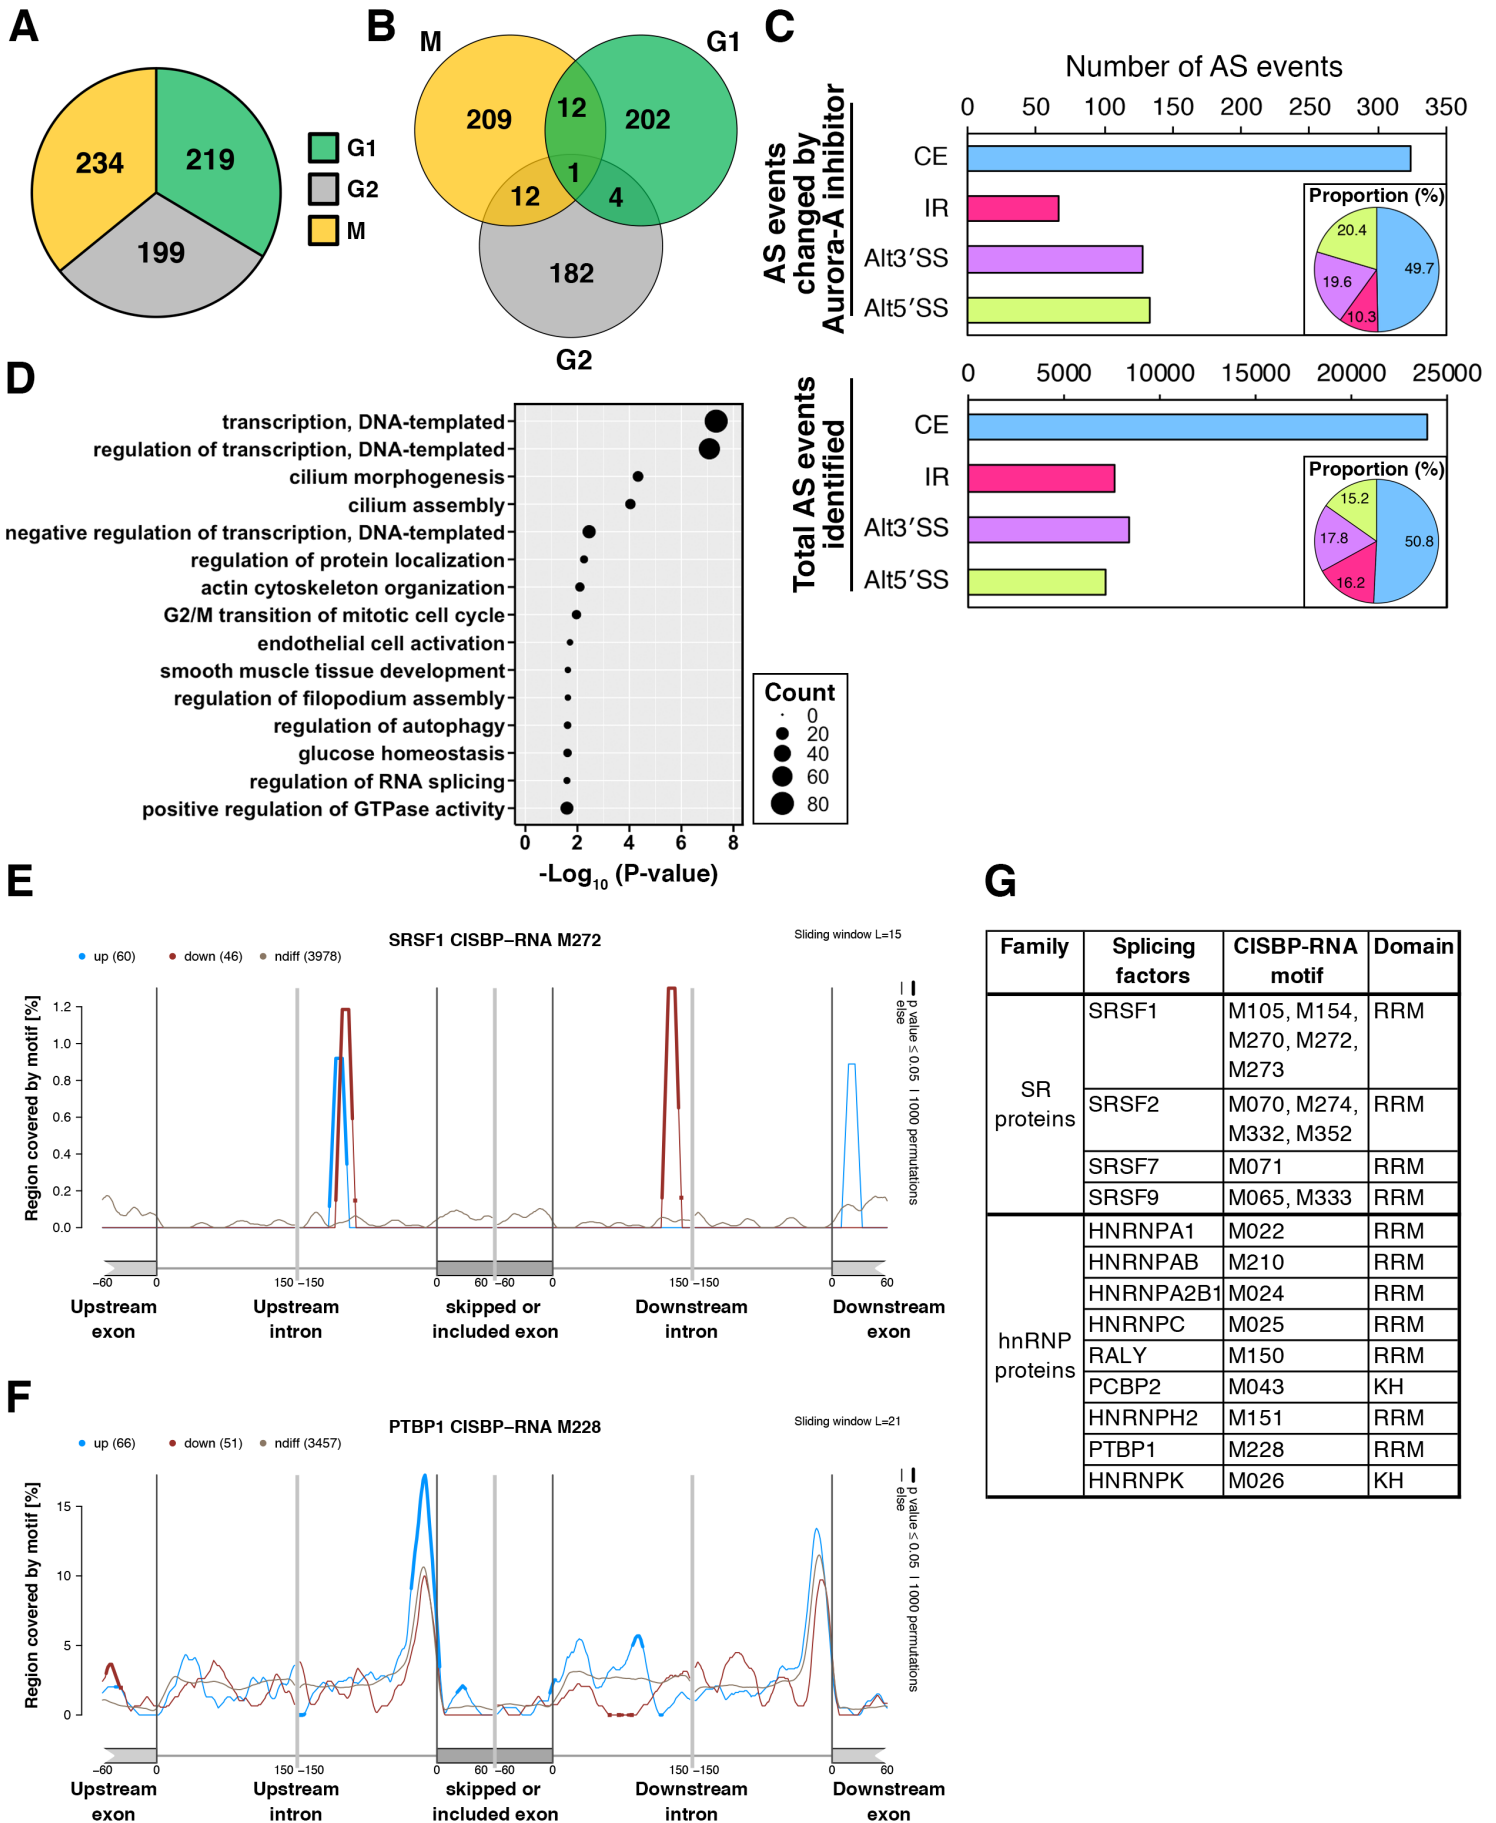 A
234
219
199
G1
G2
M
B
M
G1
209
12
202
1
12
4
182
G2
C
Number of AS events
0 50 100 150 200 250 300 350
AS events
changed by
Aurora-A inhibitor
CE
IR
Alt3′SS
Alt5′SS
Proportion (%)
20.4
49.7
19.6
10.3
0 5000 10000 15000 20000 25000
Total AS events
identified
CE
IR
Alt3′SS
Alt5′SS
Proportion (%)
15.2
17.8
50.8
16.2
D
transcription, DNA-templated
regulation of transcription, DNA-templated
cilium morphogenesis
cilium assembly
negative regulation of transcription, DNA-templated
regulation of protein localization
actin cytoskeleton organization
G2/M transition of mitotic cell cycle
endothelial cell activation
smooth muscle tissue development
regulation of filopodium assembly
regulation of autophagy
glucose homeostasis
regulation of RNA splicing
positive regulation of GTPase activity
0 2 4 6 8
-Log10 (P-value)
Count
0
20
40
60
80
E
SRSF1 CISBP−RNA M272
Sliding window L=15
up (60) down (46) ndiff (3978)
Region covered by motif [%]
1.2
1.0
0.8
0.6
0.4
0.2
0.0
p value ≤ 0.05 | 1000 permutations
else
−60 0 150 −150 0 60 −60 0 150 −150 0 60
Upstream Upstream skipped or Downstream Downstream
exon intron included exon intron exon
F
PTBP1 CISBP−RNA M228
Sliding window L=21
up (66) down (51) ndiff (3457)
Region covered by motif [%]
15
10
5
0
p value ≤ 0.05 | 1000 permutations
else
−60 0 150 −150 0 60 −60 0 150 −150 0 60
Upstream Upstream skipped or Downstream Downstream
exon intron included exon intron exon
G
Family Splicing CISBP-RNA Domain
factors motif
SR
proteins
SRSF1 M105, M154, RRM
M270, M272,
M273
SRSF2 M070, M274, RRM
M332, M352
SRSF7 M071 RRM
SRSF9 M065, M333 RRM
hnRNP
proteins
HNRNPA1 M022 RRM
HNRNPAB M210 RRM
HNRNPA2B1 M024 RRM
HNRNPC M025 RRM
RALY M150 RRM
PCBP2 M043 KH
HNRNPH2 M151 RRM
PTBP1 M228 RRM
HNRNPK M026 KH